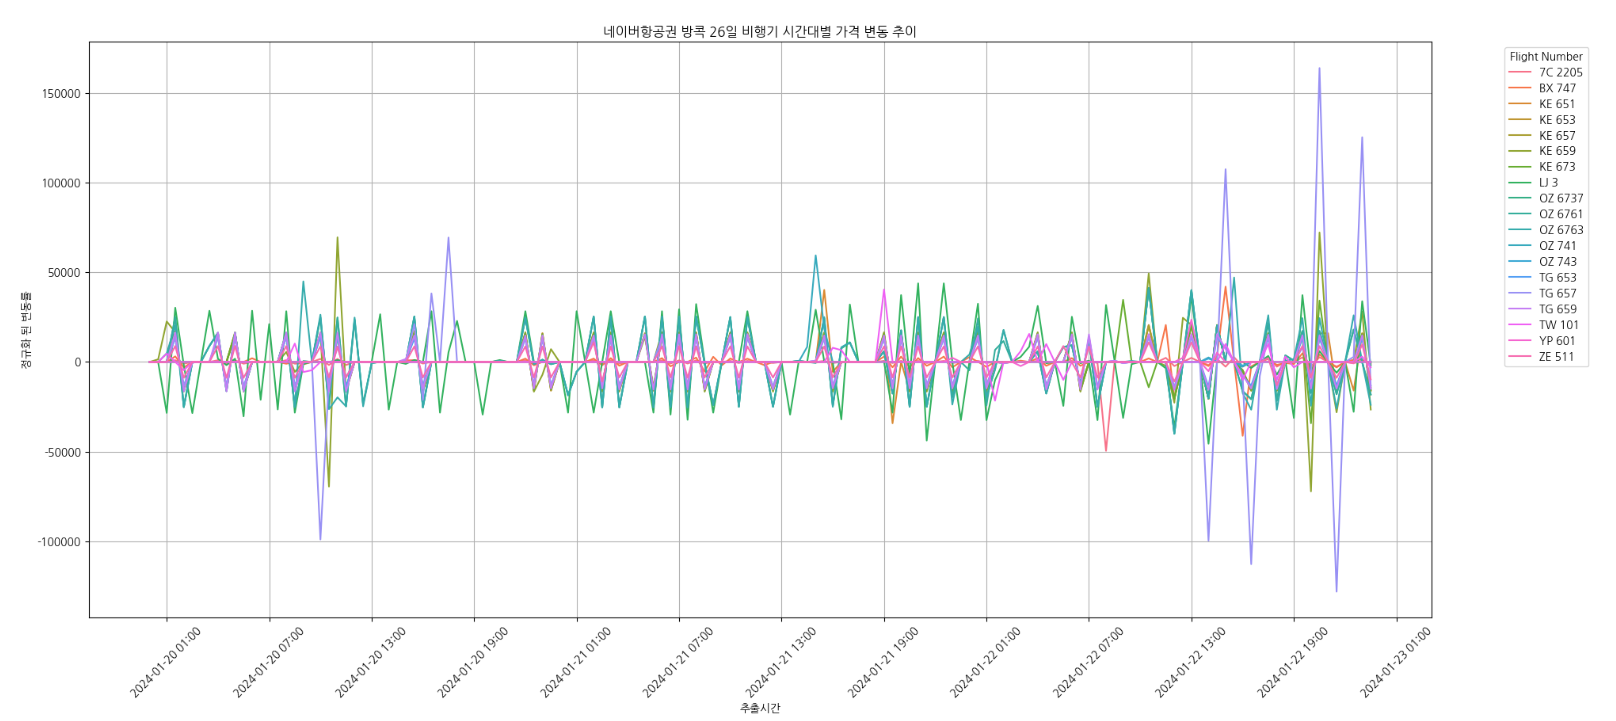 네이버항공권 방콕 26일 비행기 시간대별 가격 변동 추이
정규화 된 변동률
150000
100000
50000
0
-50000
-100000
2024-01-20 01:00
2024-01-20 07:00
2024-01-20 13:00
2024-01-20 19:00
2024-01-21 01:00
2024-01-21 07:00
2024-01-21 13:00
2024-01-21 19:00
2024-01-22 01:00
2024-01-22 07:00
2024-01-22 13:00
2024-01-22 19:00
2024-01-23 01:00
추출시간
Flight Number
7C 2205
BX 747
KE 651
KE 653
KE 657
KE 659
KE 673
LJ 3
OZ 6737
OZ 6761
OZ 6763
OZ 741
OZ 743
TG 653
TG 657
TG 659
TW 101
YP 601
ZE 511